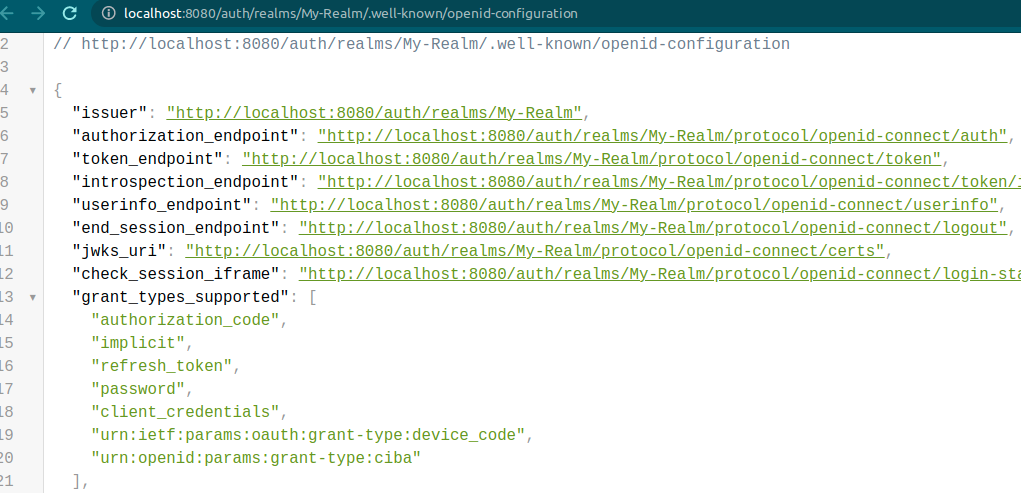 localhost:8080/auth/realms/My-Realm/.well-known/openid-configuration
2 // http://localhost:8080/auth/realms/My-Realm/.well-known/openid-configuration
3
4 {
5 "issuer": "http://localhost:8080/auth/realms/My-Realm",
6 "authorization_endpoint": "http://localhost:8080/auth/realms/My-Realm/protocol/openid-connect/auth",
7 "token_endpoint": "http://localhost:8080/auth/realms/My-Realm/protocol/openid-connect/token",
8 "introspection_endpoint": "http://localhost:8080/auth/realms/My-Realm/protocol/openid-connect/token/
9 "userinfo_endpoint": "http://localhost:8080/auth/realms/My-Realm/protocol/openid-connect/userinfo",
10 "end_session_endpoint": "http://localhost:8080/auth/realms/My-Realm/protocol/openid-connect/logout",
11 "jwks_uri": "http://localhost:8080/auth/realms/My-Realm/protocol/openid-connect/certs",
12 "check_session_iframe": "http://localhost:8080/auth/realms/My-Realm/protocol/openid-connect/login-sta
13 "grant_types_supported": [
14 "authorization_code",
15 "implicit",
16 "refresh_token",
17 "password",
18 "client_credentials",
19 "urn:ietf:params:oauth:grant-type:device_code",
20 "urn:openid:params:grant-type:ciba"
21 ],